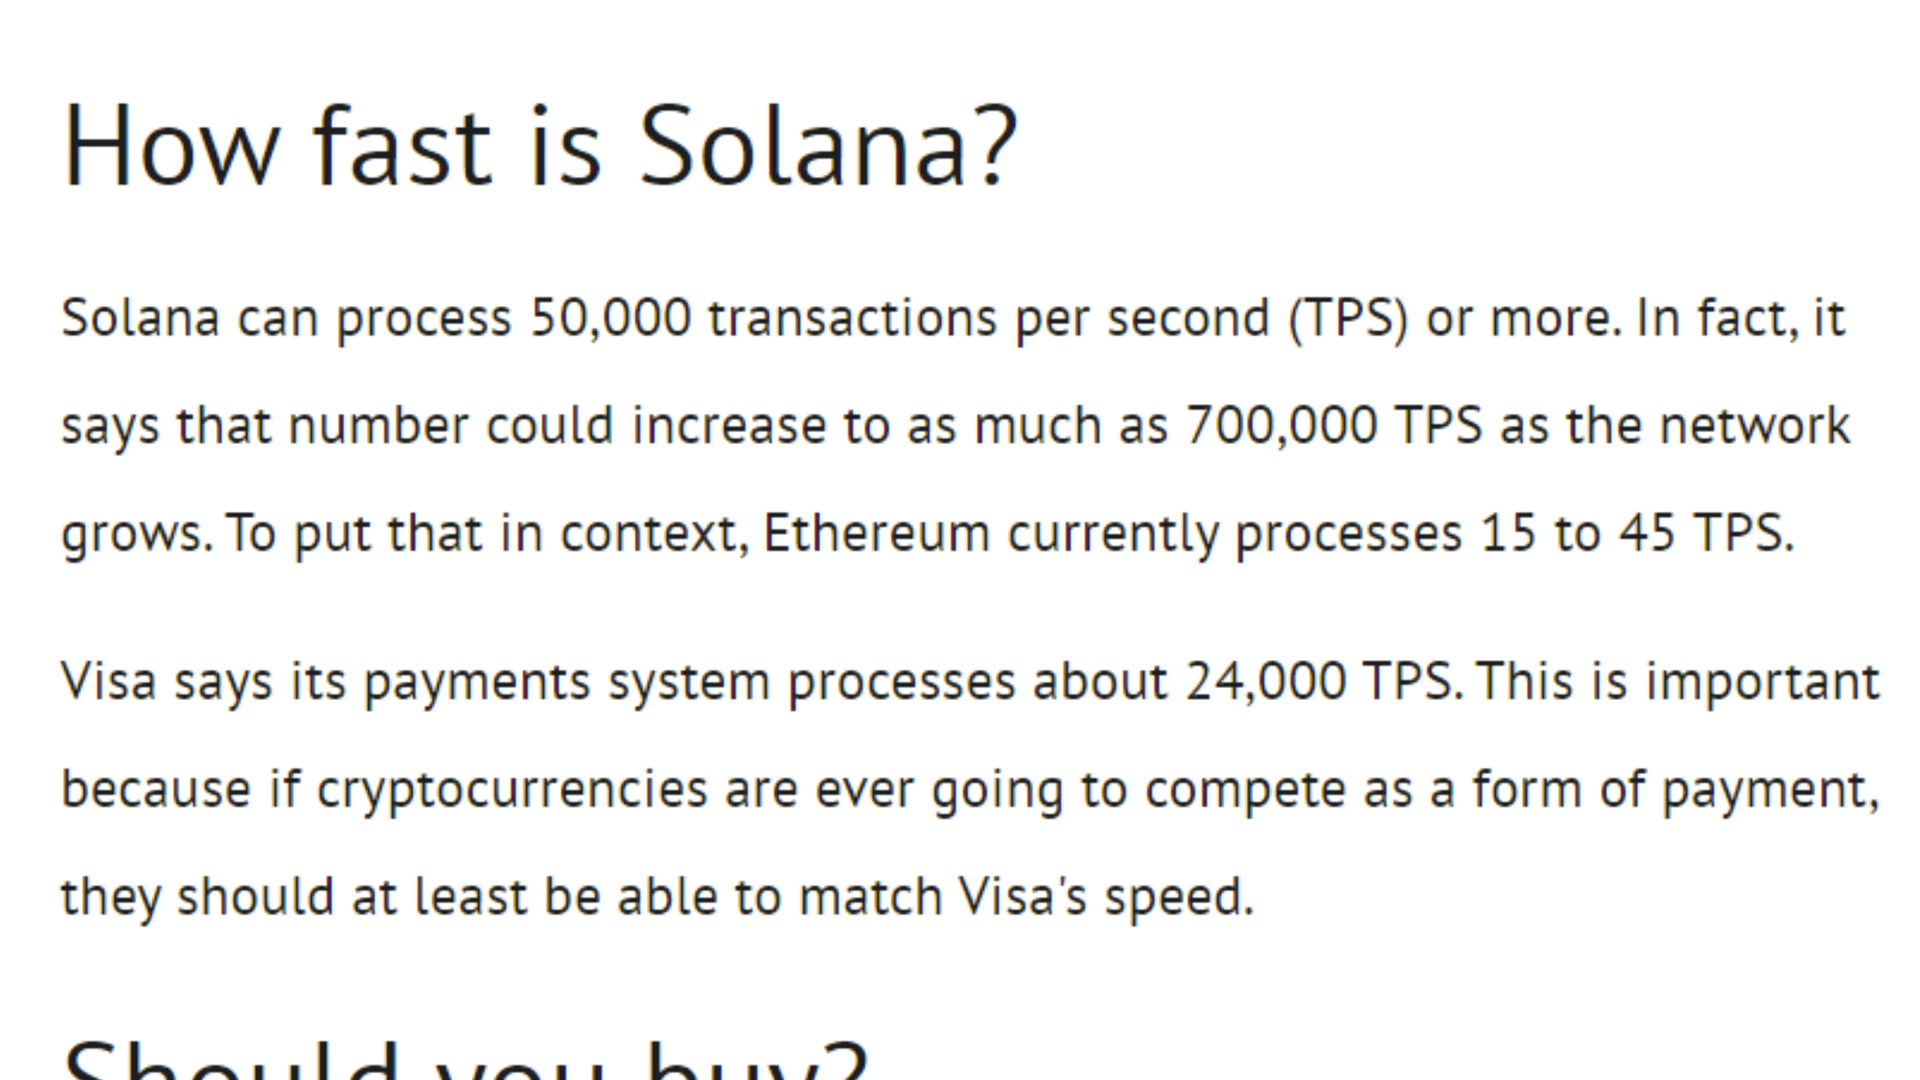 How fast is Solana?
Solana can process 50,000 transactions per second (TPS) or more. In fact, it
says that number could increase to as much as 700,000 TPS as the network
grows. To put that in context, Ethereum currently processes 15 to 45 TPS.
Visa says its payments system processes about 24,000 TPS. This is important
because if cryptocurrencies are ever going to compete as a form of payment,
they should at least be able to match Visa's speed.
Should you buy?